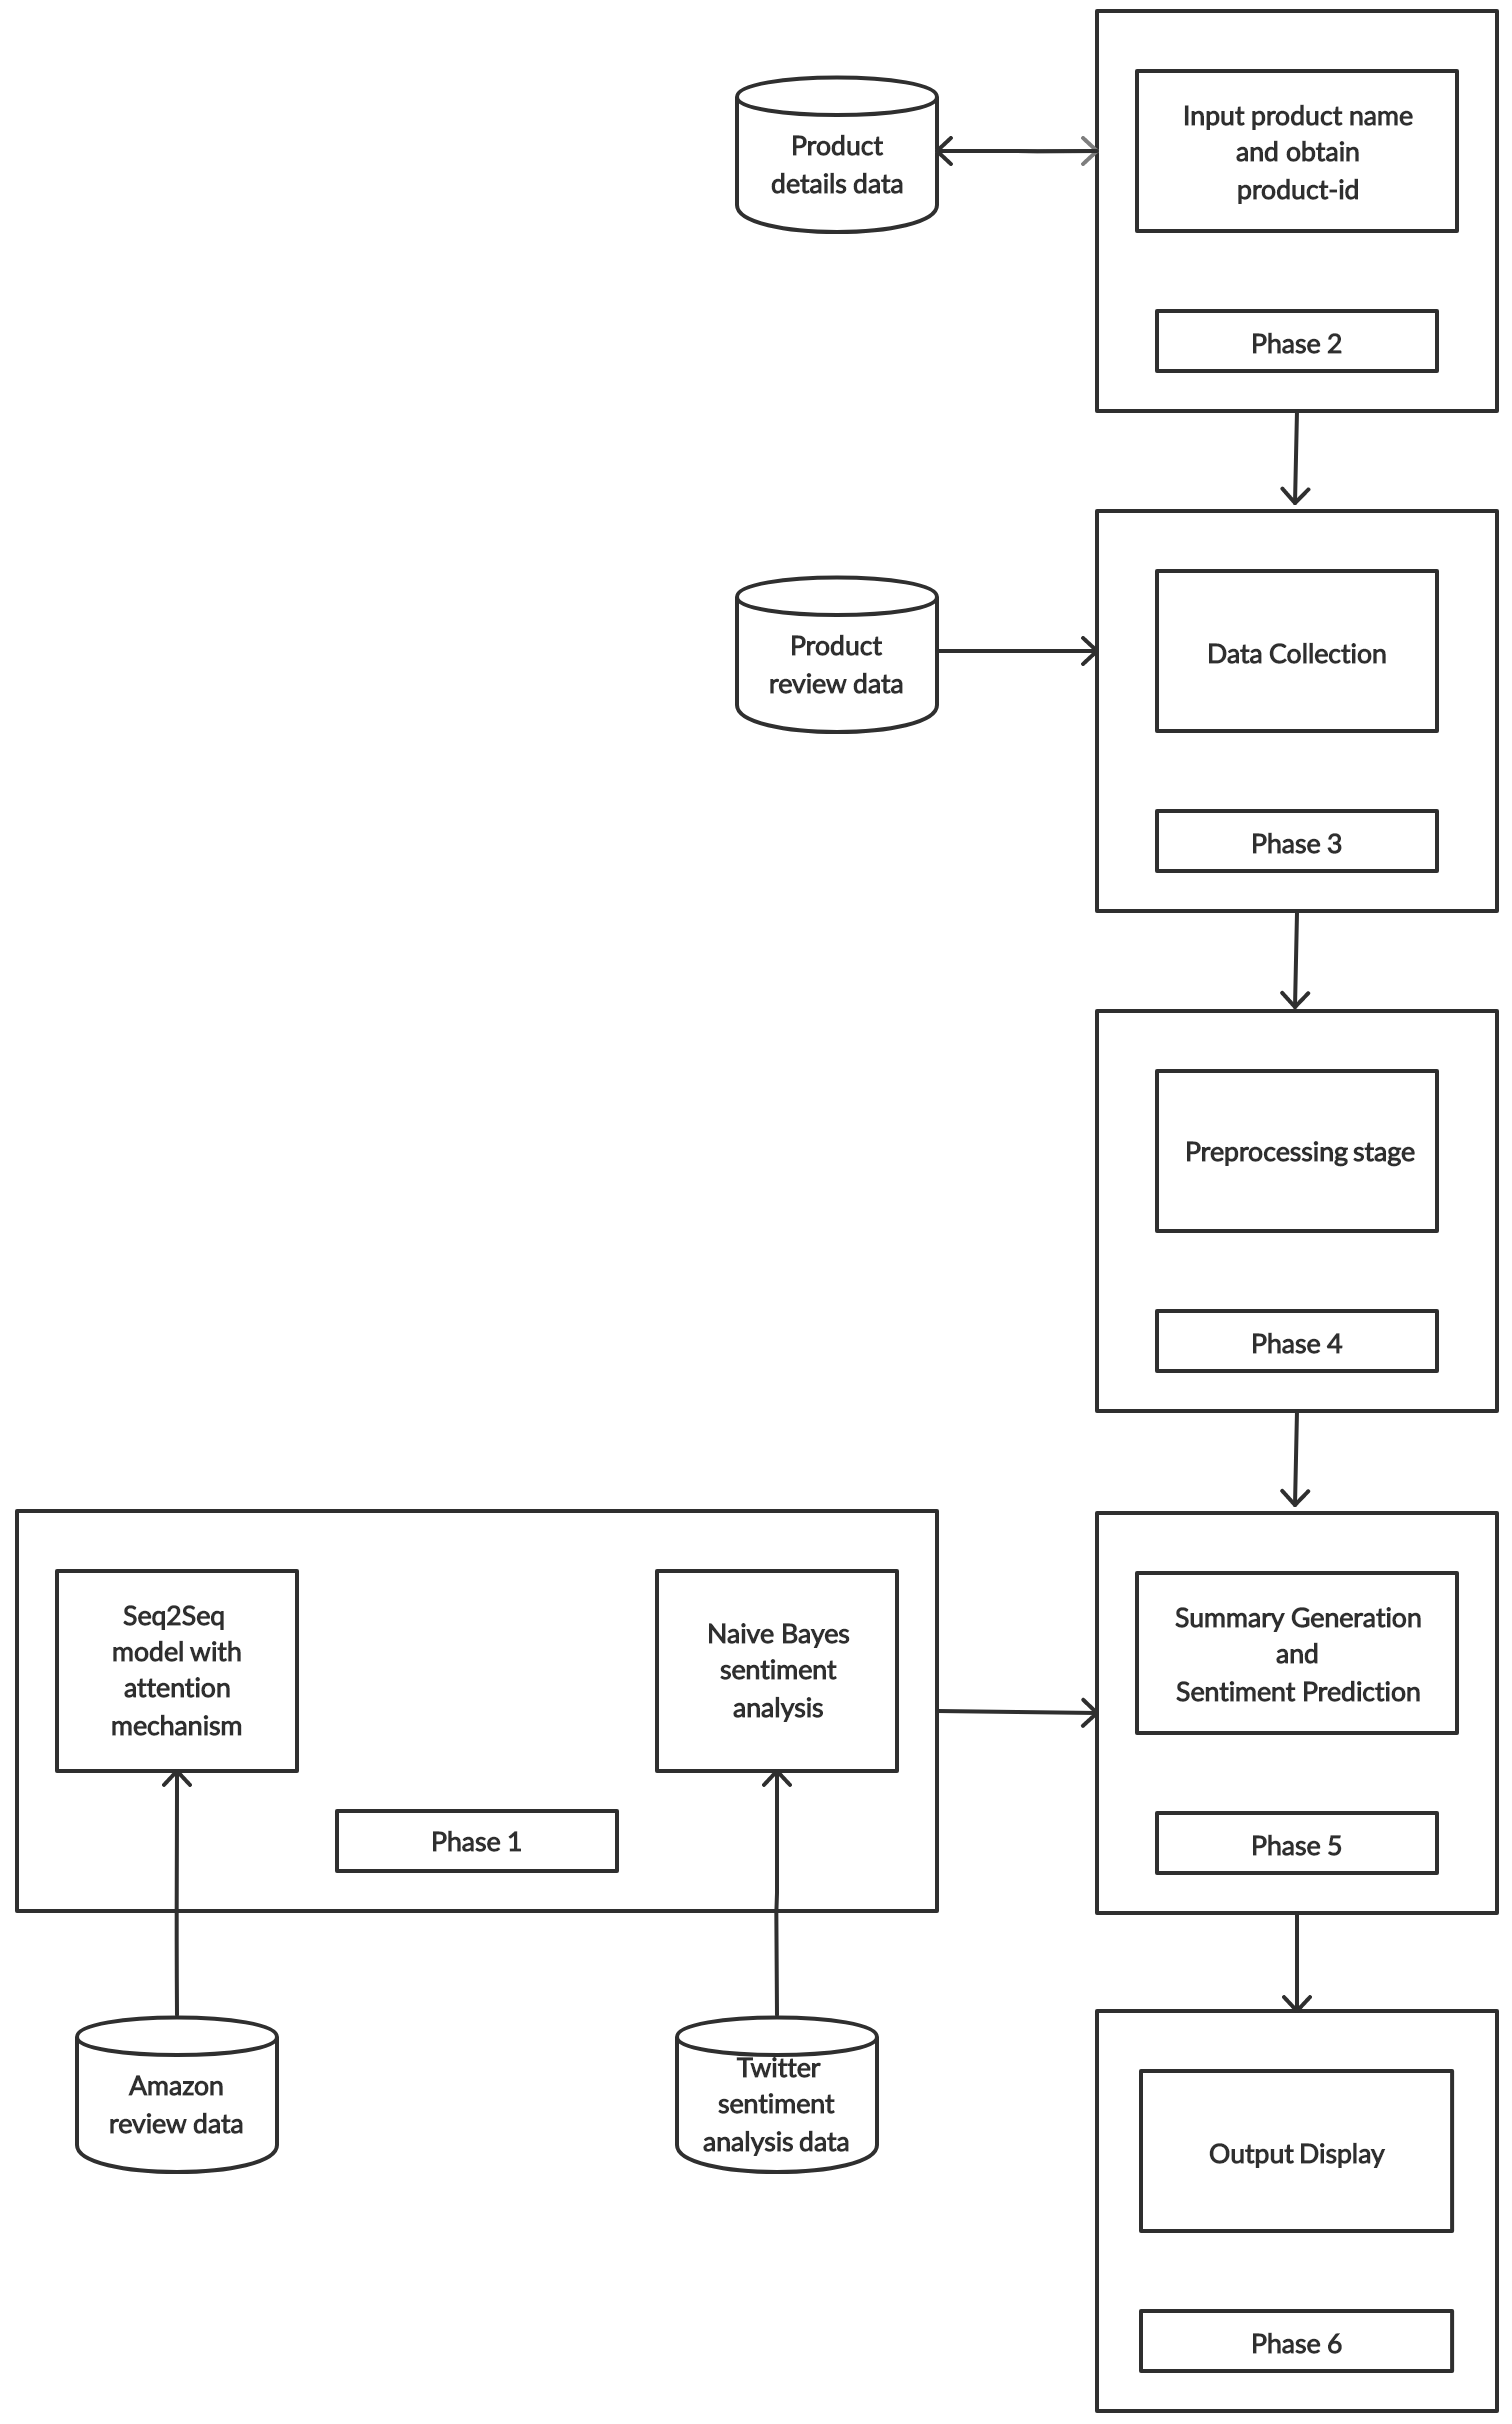 Product
details data
Input product name
and obtain
product-id
Phase 2
Product
review data
Data Collection
Phase 3
Preprocessing stage
Phase 4
Seq2Seq
model with
attention
mechanism
Naive Bayes
sentiment
analysis
Phase 1
Summary Generation
and
Sentiment Prediction
Phase 5
Amazon
review data
Twitter
sentiment
analysis data
Output Display
Phase 6